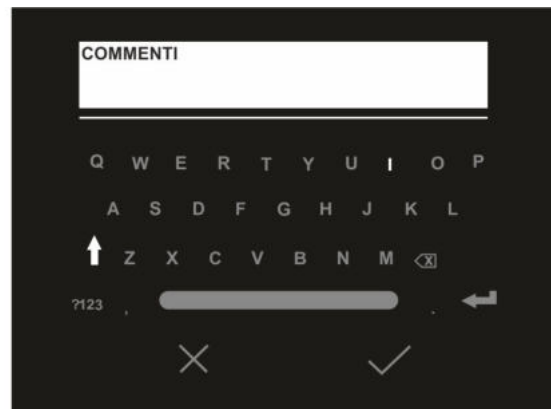 COMMENTI
Q W E R T Y U I O P
A S D F G H J K L
Z X C V B N M
?123 , .